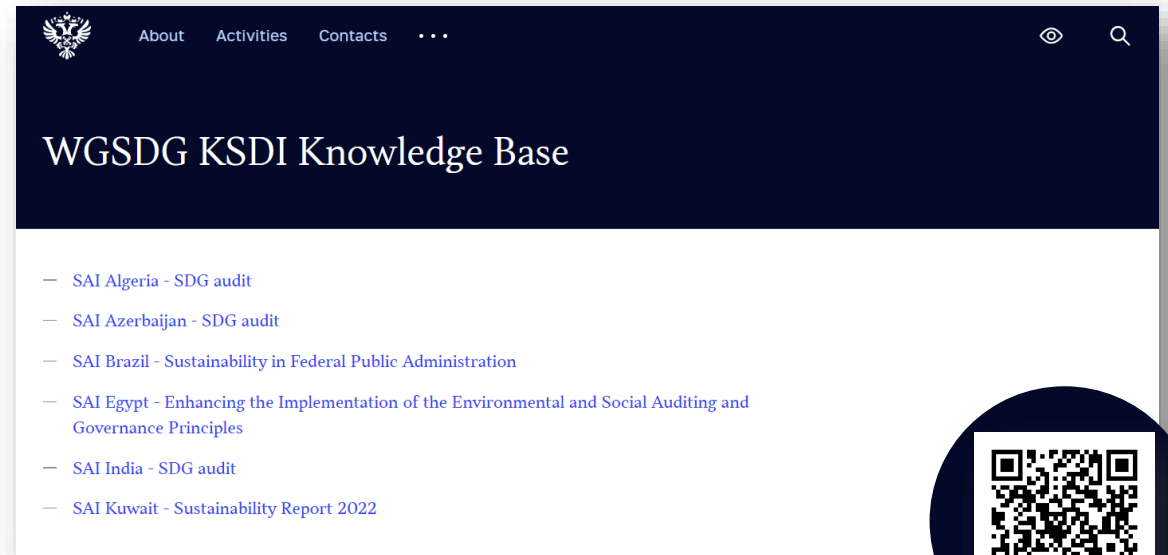 About Activities Contacts •••
WGSDG KSDI Knowledge Base
— SAI Algeria - SDG audit
— SAI Azerbaijan - SDG audit
— SAI Brazil - Sustainability in Federal Public Administration
— SAI Egypt - Enhancing the Implementation of the Environmental and Social Auditing and
Governance Principles
— SAI India - SDG audit
— SAI Kuwait - Sustainability Report 2022